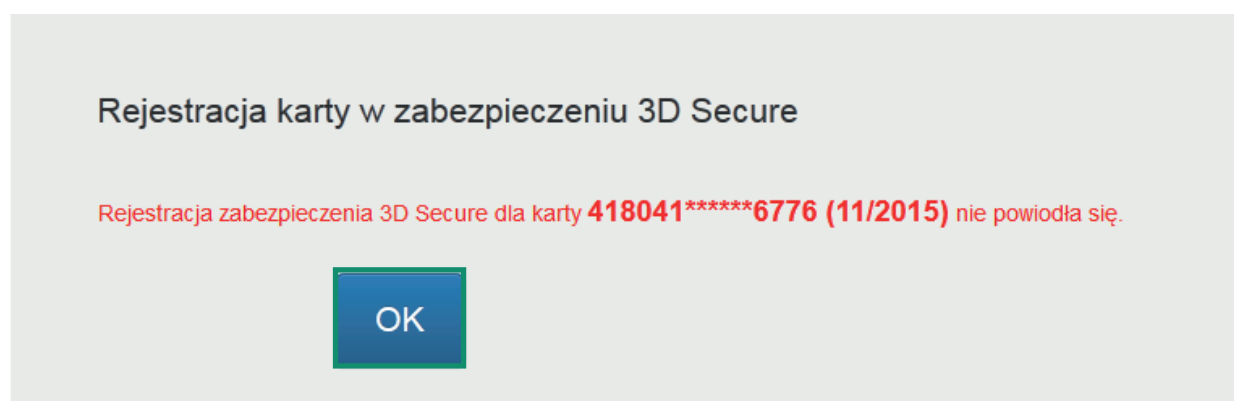 Rejestracja karty w zabezpieczeniu 3D Secure
Rejestracja zabezpieczenia 3D Secure dla karty 418041******6776 (11/2015) nie powiodła się.
OK